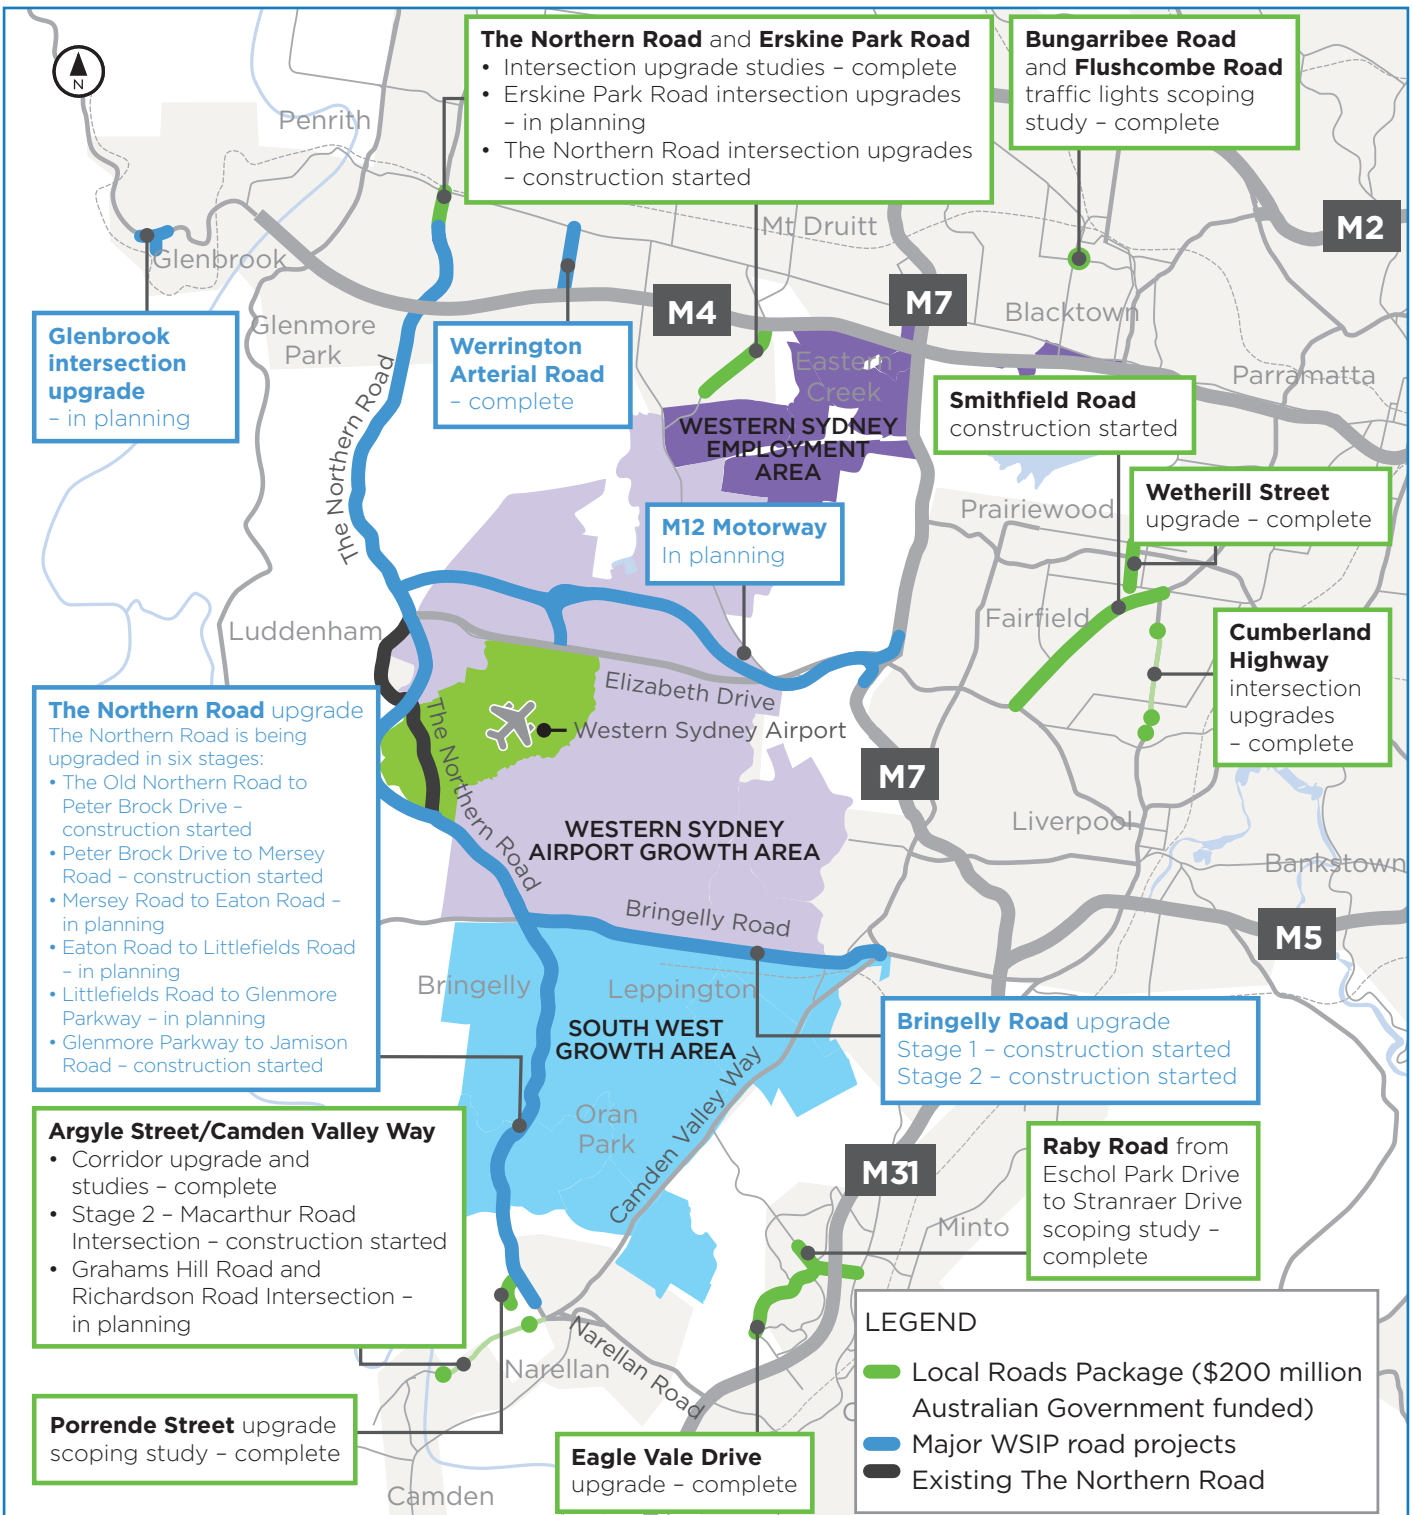 N
The Northern Road and Erskine Park Road
• Intersection upgrade studies – complete
• Erskine Park Road intersection upgrades
– in planning
• The Northern Road intersection upgrades
– construction started
Bungarribee Road
and Flushcombe Road
traffic lights scoping
study – complete
Penrith
Mt Druitt
M2
Glenbrook
M4
M7
Blacktown
Glenbrook
intersection
upgrade
– in planning
Glenmore
Park
Werrington
Arterial Road
– complete
Eastern
Creek
Parramatta
The Northern Road
Smithfield Road
construction started
WESTERN SYDNEY
EMPLOYMENT
AREA
Wetherill Street
upgrade – complete
Prairiewood
M12 Motorway
In planning
Fairfield
Luddenham
Cumberland
Highway
intersection
upgrades
– complete
Elizabeth Drive
The Northern Road
Western Sydney Airport
M7
The Northern Road upgrade
The Northern Road is being
upgraded in six stages:
• The Old Northern Road to
Peter Brock Drive –
construction started
• Peter Brock Drive to Mersey
Road – construction started
• Mersey Road to Eaton Road –
in planning
• Eaton Road to Littlefields Road
– in planning
• Littlefields Road to Glenmore
Parkway – in planning
• Glenmore Parkway to Jamison
Road – construction started
WESTERN SYDNEY
AIRPORT GROWTH AREA
Liverpool
Bankstown
Bringelly Road
M5
Bringelly
Leppington
SOUTH WEST
GROWTH AREA
Bringelly Road upgrade
Stage 1 – construction started
Stage 2 – construction started
Oran
Park
Camden Valley Way
Argyle Street/Camden Valley Way
• Corridor upgrade and
studies – complete
• Stage 2 – Macarthur Road
Intersection – construction started
• Grahams Hill Road and
Richardson Road Intersection –
in planning
M31
Raby Road from
Eschol Park Drive
to Stranraer Drive
scoping study –
complete
Minto
Narellan
Narellan Road
Porrende Street upgrade
scoping study – complete
Camden
Eagle Vale Drive
upgrade – complete
LEGEND
Local Roads Package ($200 million
Australian Government funded)
Major WSIP road projects
Existing The Northern Road